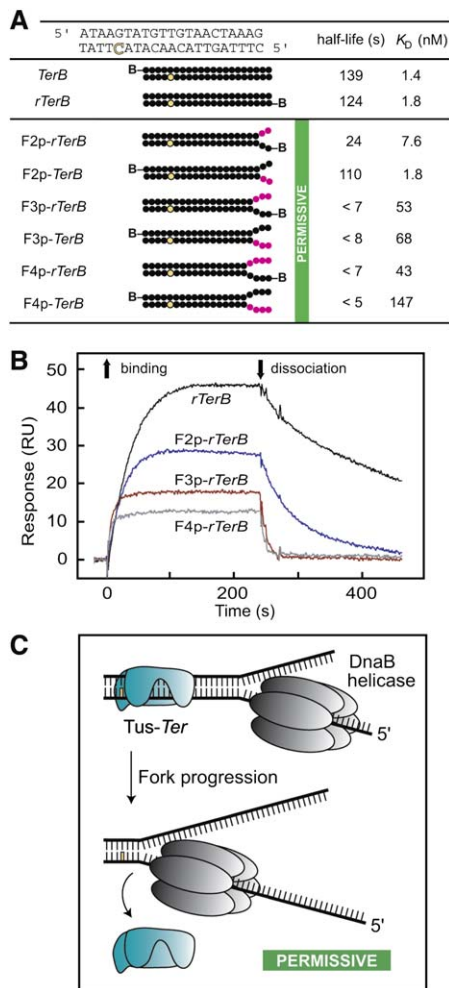 A
5' ATAAGTATGTTGTAACTAAAG
TATTCATACAACATTGATTTC 5'
half-life (s) KD (nM)
TerB B 139 1.4
rTerB B 124 1.8
F2p-rTerB B 24 7.6
F2p-TerB B 110 1.8
F3p-rTerB B < 7 53
F3p-TerB B < 8 68
F4p-rTerB B < 7 43
F4p-TerB B < 5 147
PERMISSIVE
B
50
40
30
20
10
0
Response (RU)
binding
dissociation
rTerB
F2p-rTerB
F3p-rTerB
F4p-rTerB
0 200 400
Time (s)
C
DnaB
helicase
Tus-Ter
5'
Fork progression
5'
PERMISSIVE